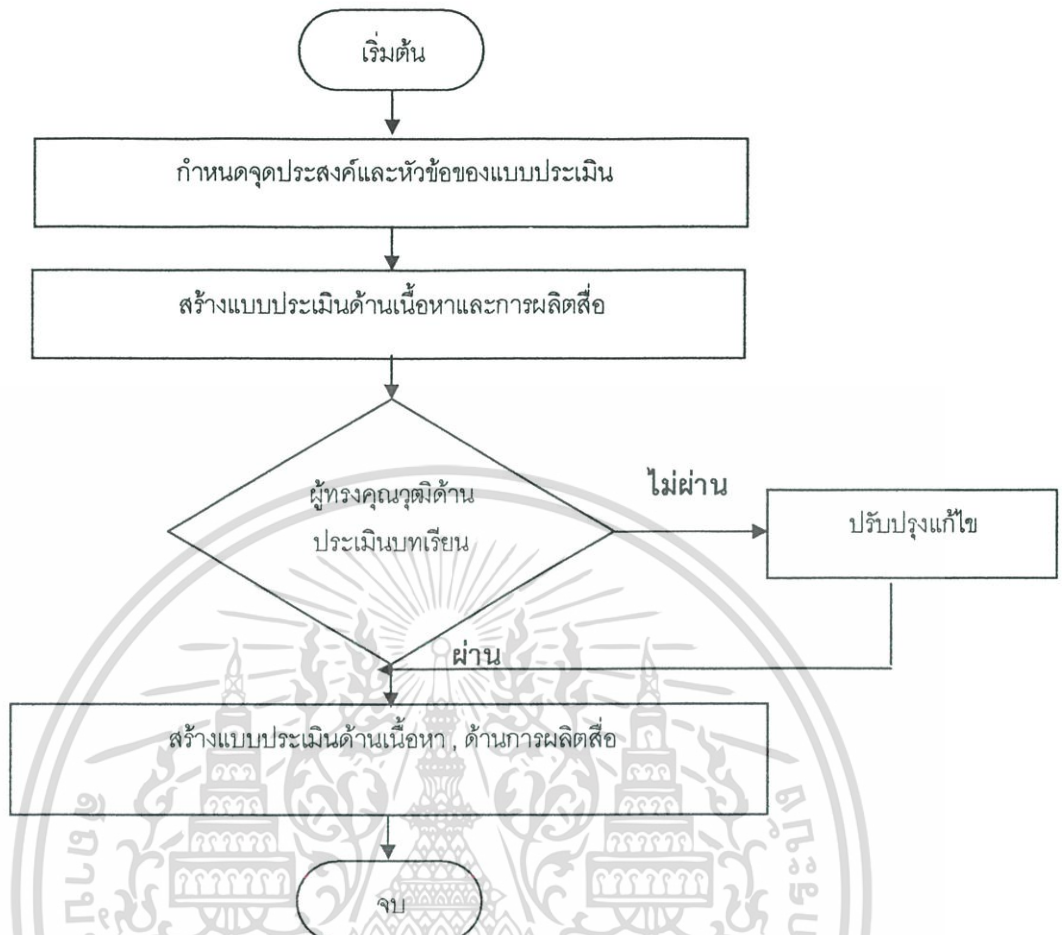 เริ่มต้น
กำหนดจุดประสงค์และหัวข้อของแบบประเมิน
สร้างแบบประเมินด้านเนื้อหาและการผลิตสื่อ
ผู้ทรงคุณวุฒิด้าน
ประเมินบทเรียน
ไม่ผ่าน
ปรับปรุงแก้ไข
ผ่าน
สร้างแบบประเมินด้านเนื้อหา , ด้านการผลิตสื่อ
จบ